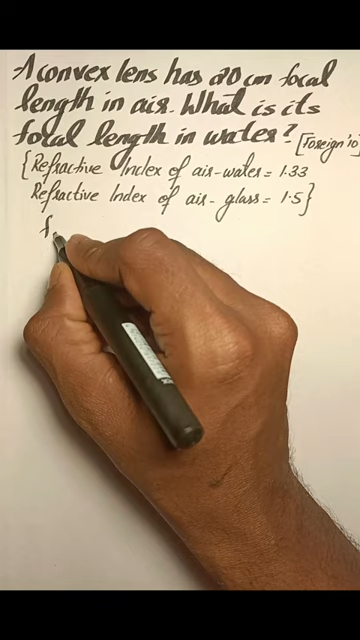 A convex lens has 20 cm focal
length in air. What is its
focal length in water? [Foreign'10]
{Refractive Index of air-water = 1.33
Refractive Index of air-glass = 1.5}
f